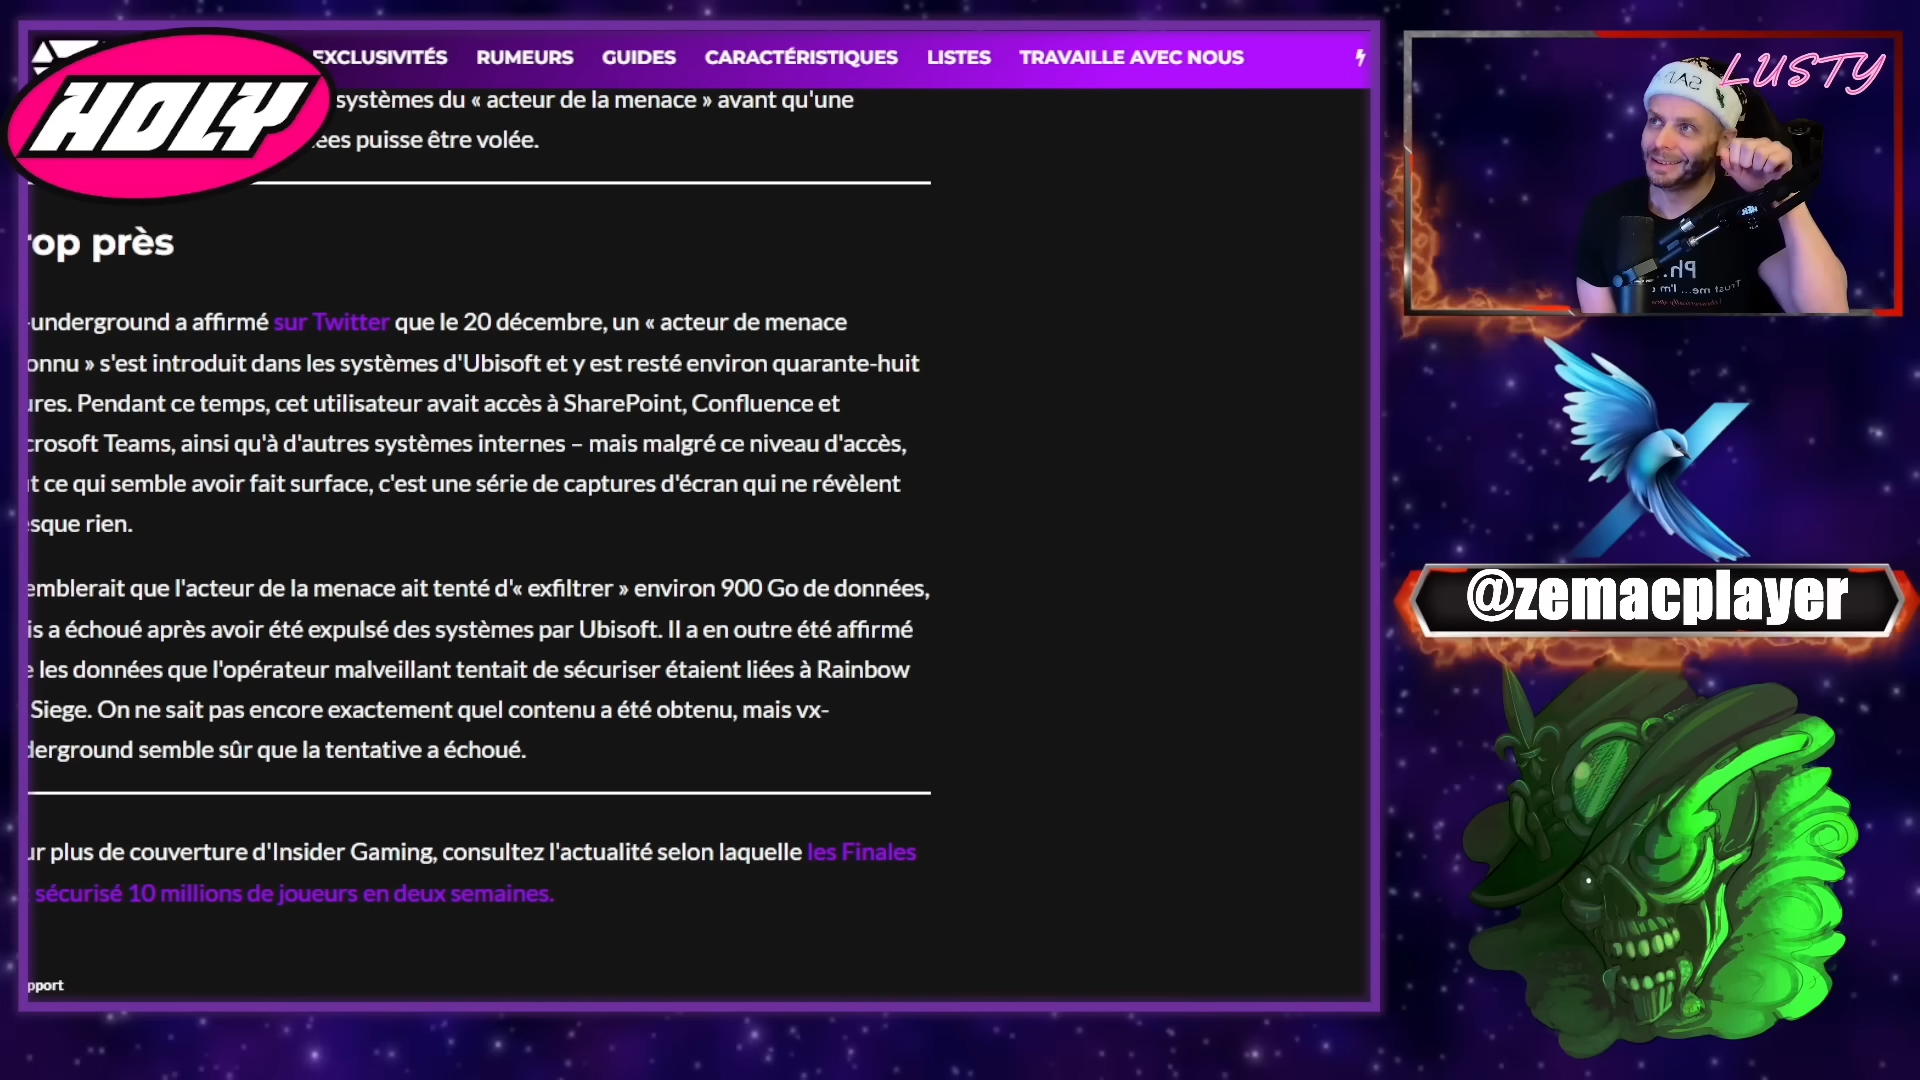 EXCLUSIVITÉS RUMEURS GUIDES CARACTÉRISTIQUES LISTES TRAVAILLE AVEC NOUS
HOLY
systèmes du « acteur de la menace » avant qu'une
puisse être volée.
près
-underground a affirmé sur Twitter que le 20 décembre, un « acteur de menace
onnu » s'est introduit dans les systèmes d'Ubisoft et y est resté environ quarante-huit
ures. Pendant ce temps, cet utilisateur avait accès à SharePoint, Confluence et
crosoft Teams, ainsi qu'à d'autres systèmes internes – mais malgré ce niveau d'accès,
t ce qui semble avoir fait surface, c'est une série de captures d'écran qui ne révèlent
esque rien.
emblerait que l'acteur de la menace ait tenté d'« exfiltrer » environ 900 Go de données,
is a échoué après avoir été expulsé des systèmes par Ubisoft. Il a en outre été affirmé
e les données que l'opérateur malveillant tentait de sécuriser étaient liées à Rainbow
Siege. On ne sait pas encore exactement quel contenu a été obtenu, mais vx-
derground semble sûr que la tentative a échoué.
ur plus de couverture d'Insider Gaming, consultez l'actualité selon laquelle les Finales
sécurisé 10 millions de joueurs en deux semaines.
pport
LUSTY
@zemacplayer